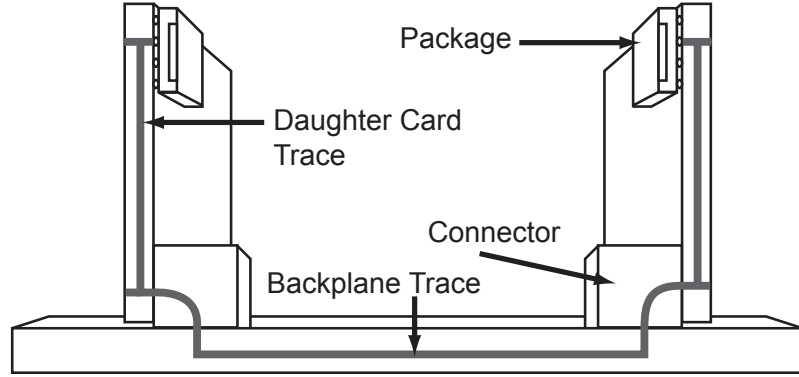 Package
Daughter Card
Trace
Connector
Backplane Trace